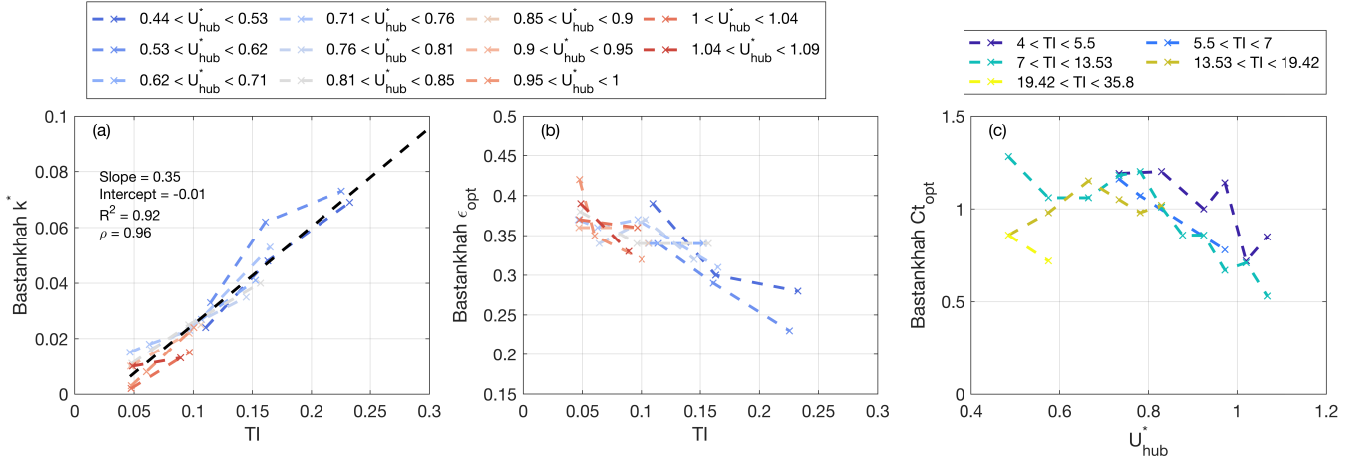 0.44 < U*hub < 0.53
0.71 < U*hub < 0.76
0.85 < U*hub < 0.9
1 < U*hub < 1.04
0.53 < U*hub < 0.62
0.76 < U*hub < 0.81
0.9 < U*hub < 0.95
1.04 < U*hub < 1.09
0.62 < U*hub < 0.71
0.81 < U*hub < 0.85
0.95 < U*hub < 1
4 < TI < 5.5
5.5 < TI < 7
7 < TI < 13.53
13.53 < TI < 19.42
19.42 < TI < 35.8
(a)
Slope = 0.35
Intercept = -0.01
R² = 0.92
ρ = 0.96
Bastankhah k*
0.1
0.08
0.06
0.04
0.02
0
0
0.05
0.1
0.15
0.2
0.25
0.3
TI
(b)
Bastankhah ϵopt
0.5
0.45
0.4
0.35
0.3
0.25
0.2
0.15
0
0.05
0.1
0.15
0.2
0.25
0.3
TI
(c)
Bastankhah Ctopt
1.5
1
0.5
0
0.4
0.6
0.8
1
1.2
U*hub